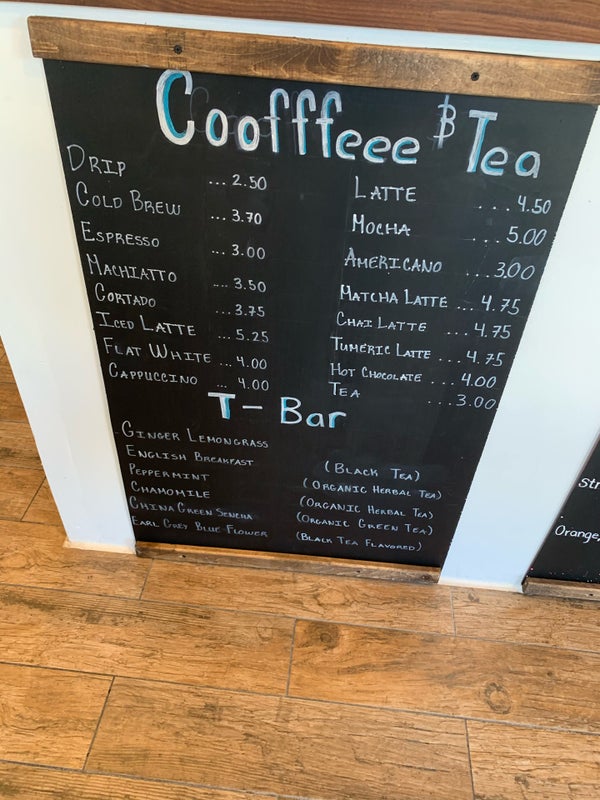 Coofffeee & Tea
DRIP ... 2.50
COLD BREW ... 3.70
ESPRESSO ... 3.00
MACHIATTO ... 3.50
CORTADO ... 3.75
ICED LATTE ... 5.25
FLAT WHITE ... 4.00
CAPPUCCINO ... 4.00
LATTE ... 4.50
MOCHA ... 5.00
AMERICANO ... 3.00
MATCHA LATTE ... 4.75
CHAI LATTE ... 4.75
TUMERIC LATTE ... 4.75
HOT CHOCOLATE ... 4.00
TEA ... 3.00
T- Bar
GINGER LEMONGRASS
ENGLISH BREAKFAST (BLACK TEA)
PEPPERMINT (ORGANIC HERBAL TEA)
CHAMOMILE (ORGANIC HERBAL TEA)
CHINA GREEN SENCHA (ORGANIC GREEN TEA)
EARL GREY BLUE FLOWER (BLACK TEA FLAVORED)
Orange,